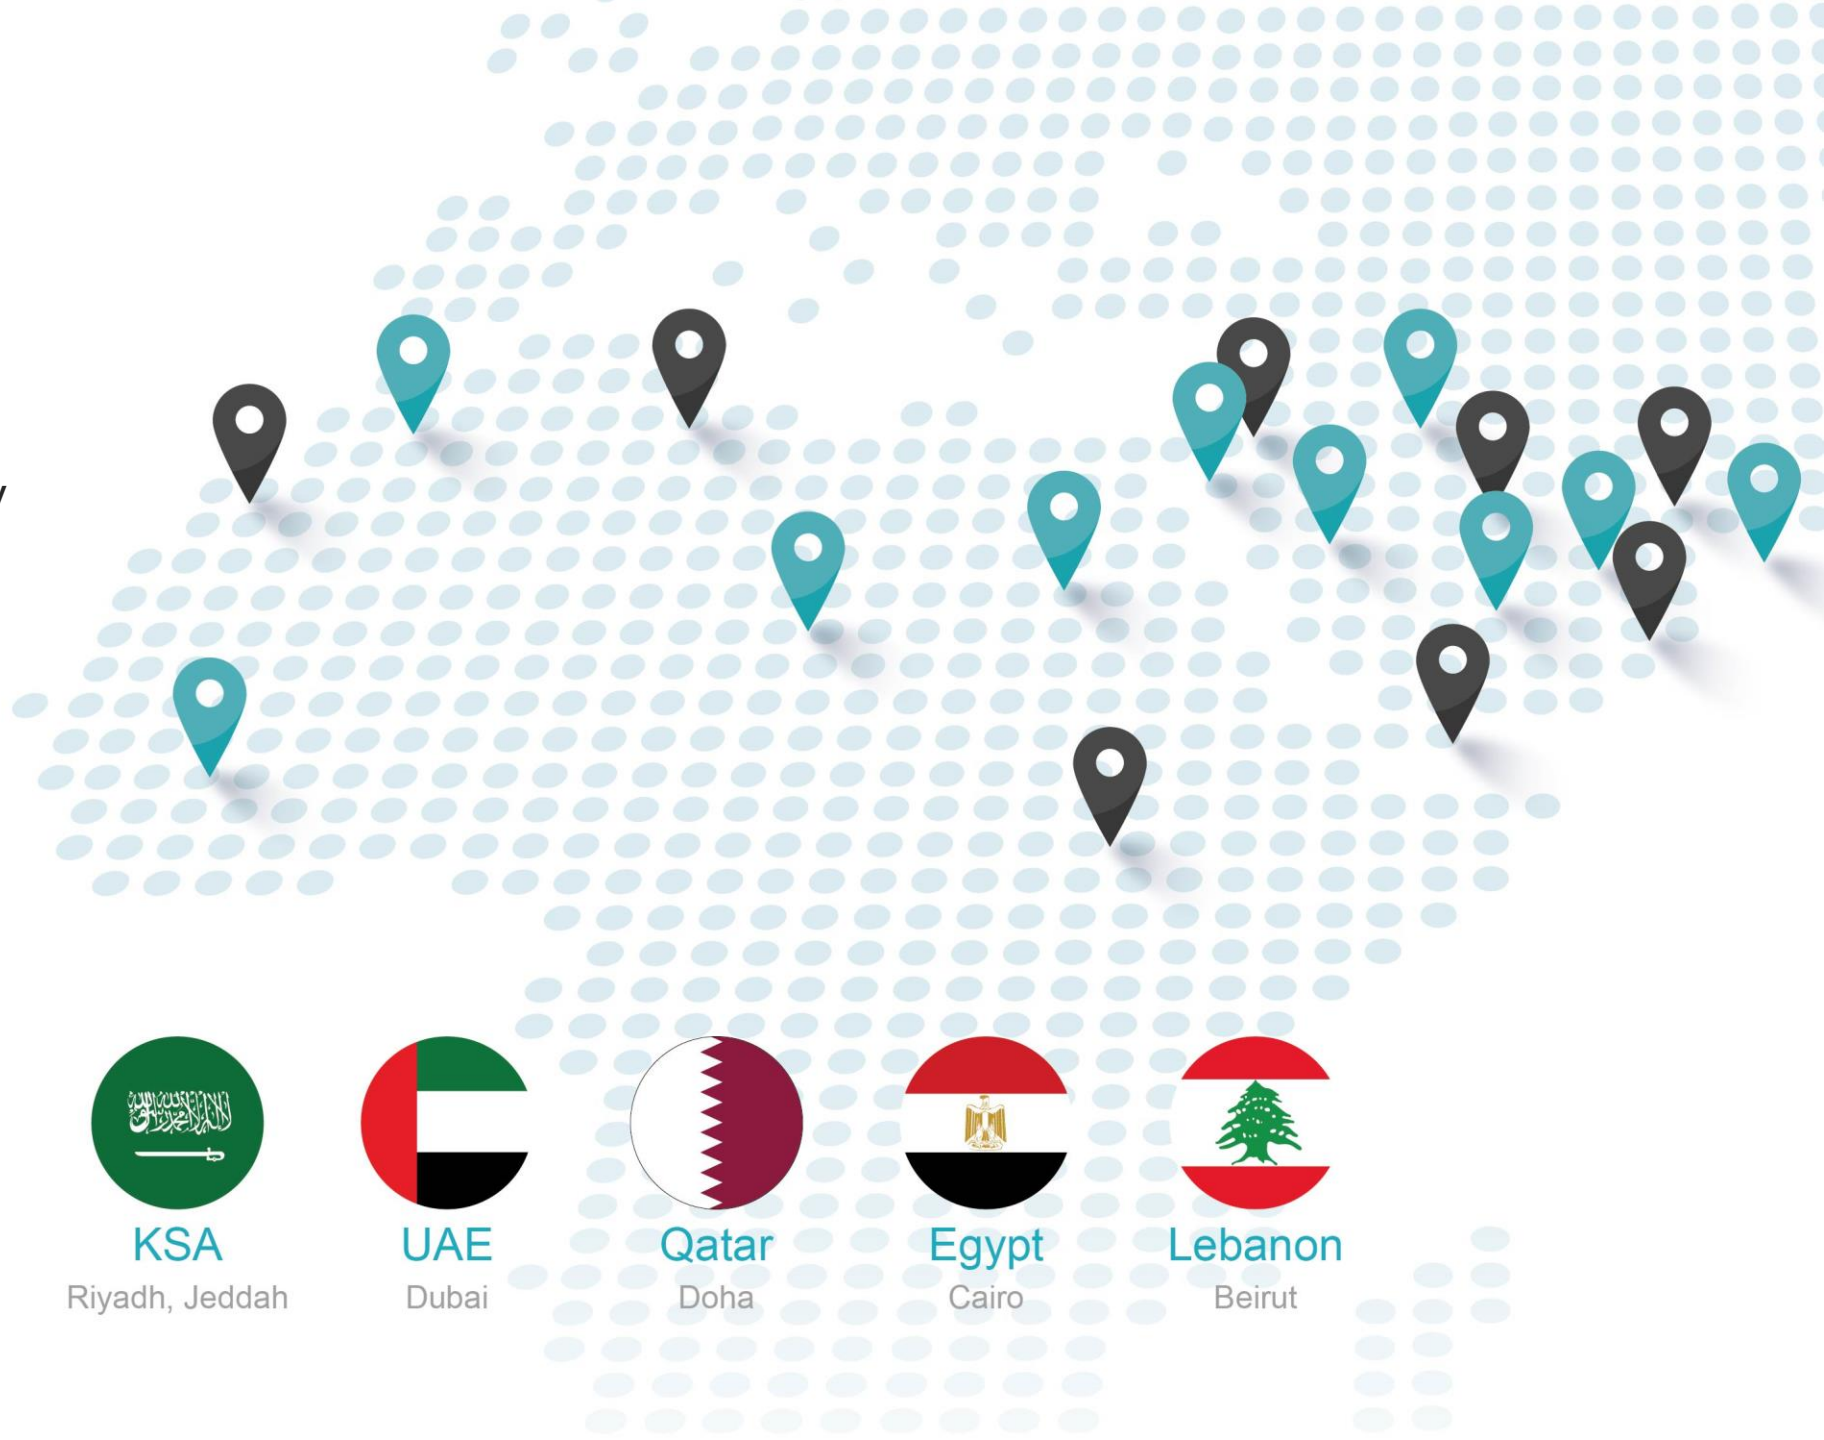 KSA
Riyadh, Jeddah
UAE
Dubai
Qatar
Doha
Egypt
Cairo
Lebanon
Beirut